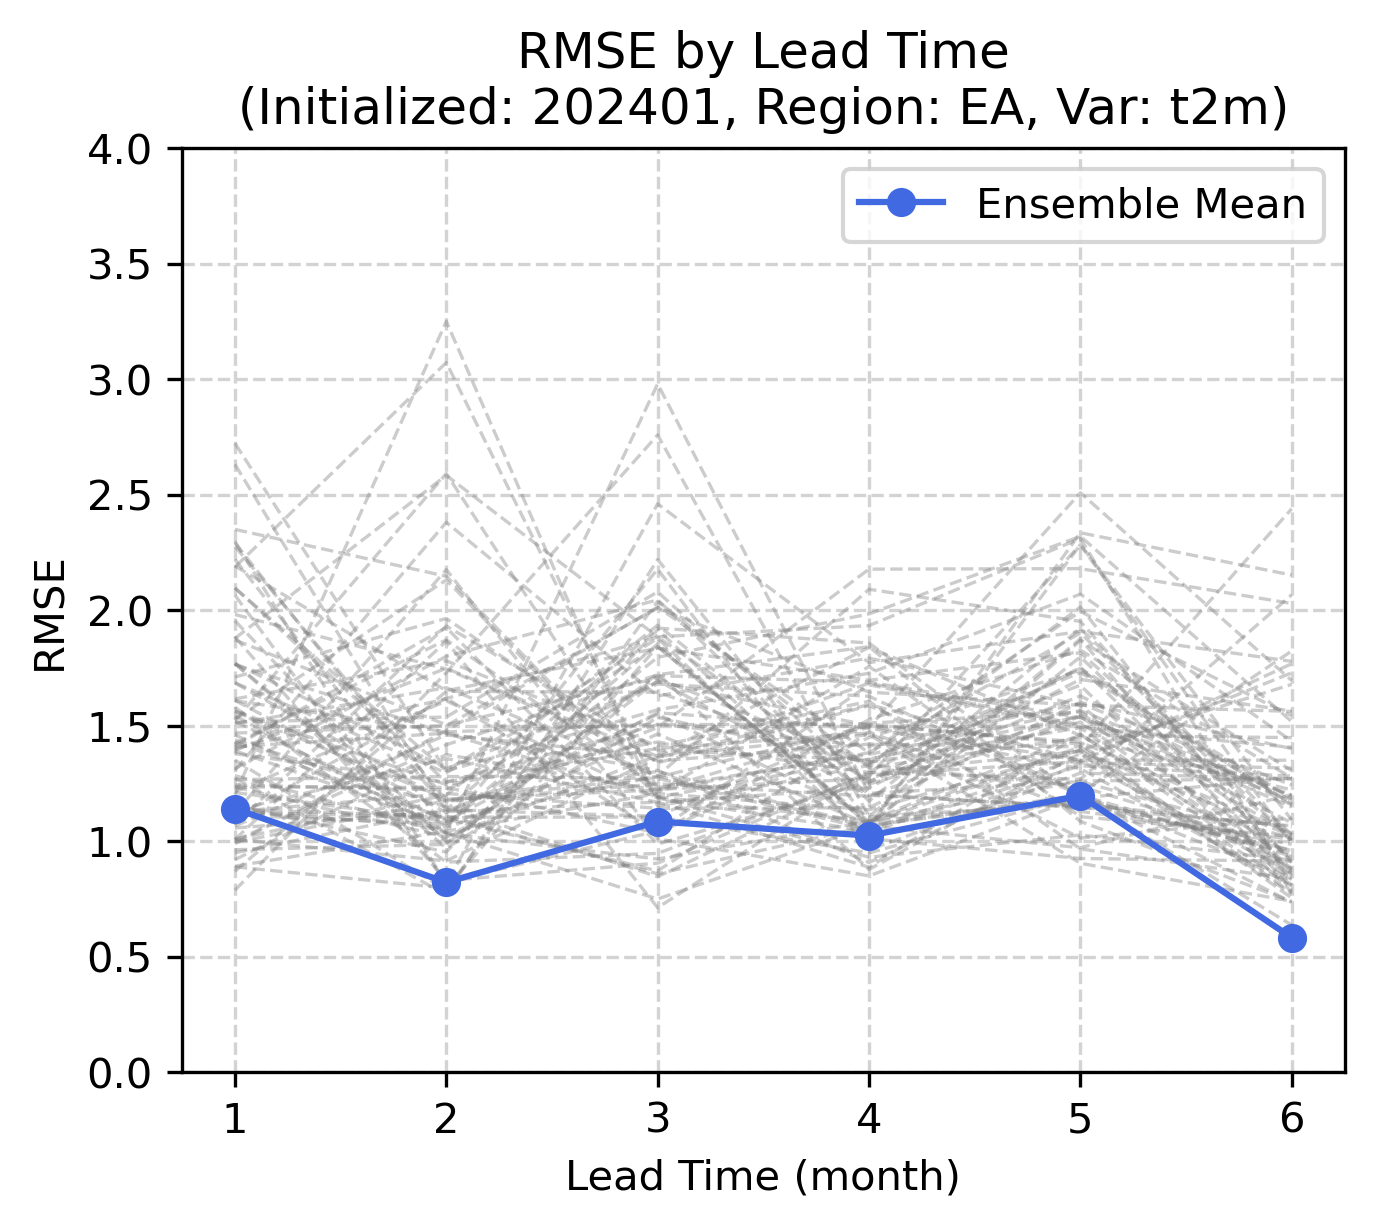 RMSE by Lead Time
(Initialized: 202401, Region: EA, Var: t2m)
4.0
3.5
3.0
2.5
2.0
1.5
1.0
0.5
0.0
RMSE
Ensemble Mean
1 2 3 4 5 6
Lead Time (month)